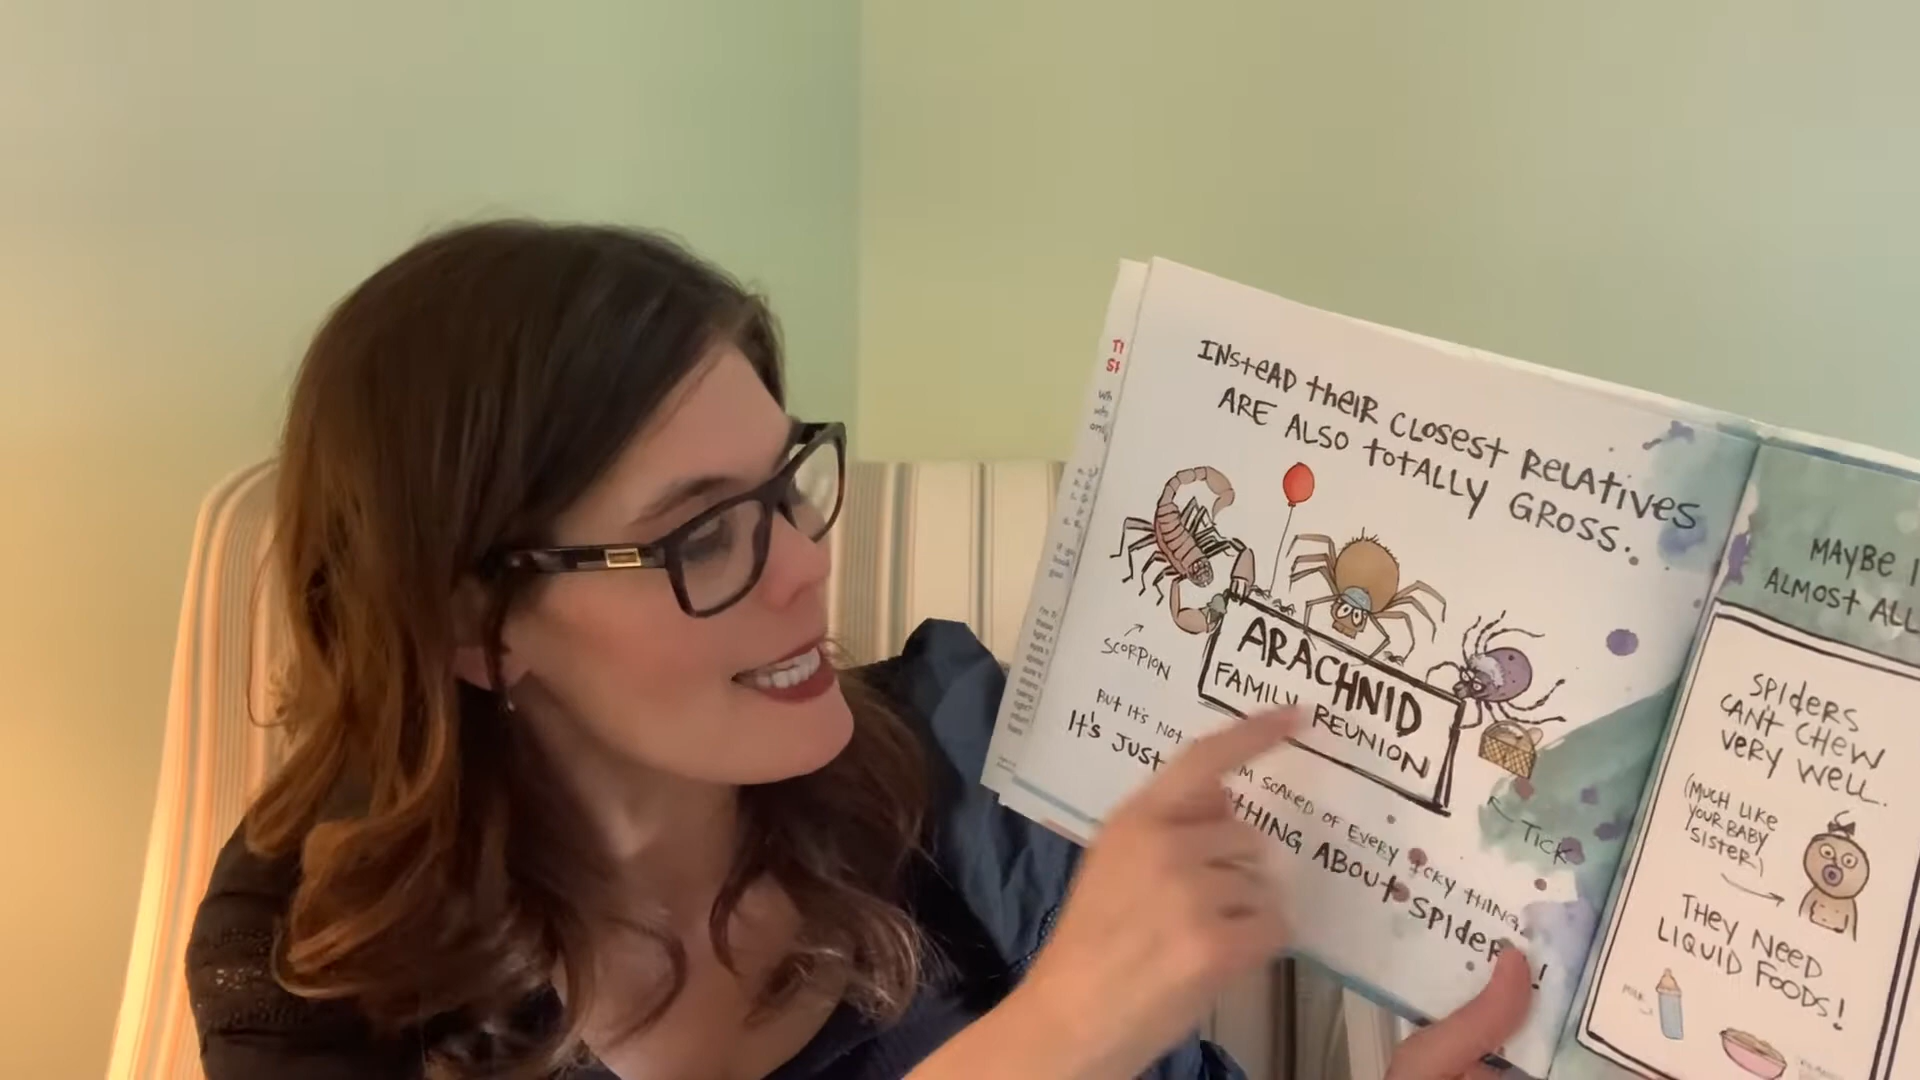 INSTEAD THEIR CLOSEST RELATIVES
ARE ALSO TOTALLY GROSS.
SCORPION
ARACHNID
FAMILY REUNION
TICK
BUT IT'S NOT
SCARED OF EVERY ICKY THING.
IT'S JUST
ABOUT SPIDER
!
MAYBE
ALMOST ALL
SPIDERS
CAN'T CHEW
VERY WELL.
(MUCH LIKE
YOUR BABY
SISTER)
THEY NEED
LIQUID FOODS!
MILK